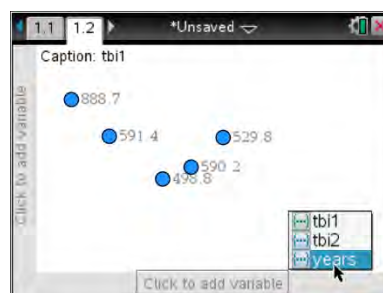 1.1 1.2 *Unsaved
Caption: tbi1
Click to add variable
888.7
591.4
529.8
590.2
498.8
tbi1
tbi2
years
Click to add variable